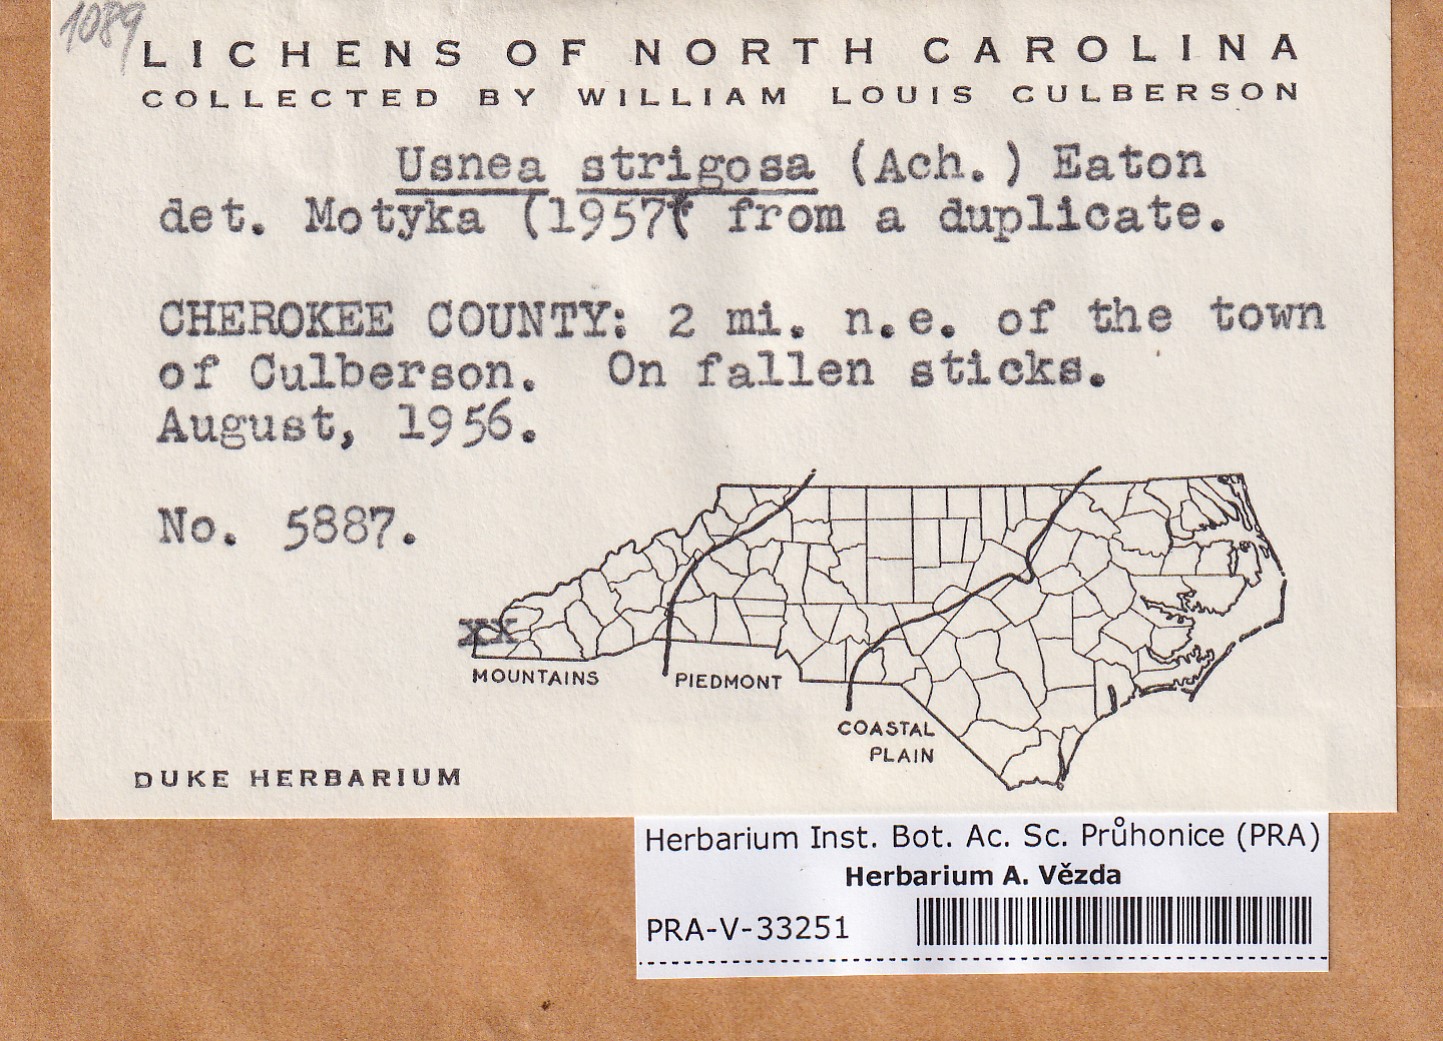 1089
LICHENS OF NORTH CAROLINA
COLLECTED BY WILLIAM LOUIS CULBERSON
Usnea strigosa (Ach.) Eaton
det. Motyka (1957( from a duplicate.
CHEROKEE COUNTY: 2 mi. n.e. of the town
of Culberson. On fallen sticks.
August, 1956.
No. 5887.
xx
MOUNTAINS
PIEDMONT
COASTAL
PLAIN
DUKE HERBARIUM
Herbarium Inst. Bot. Ac. Sc. Průhonice (PRA)
Herbarium A. Vězda
PRA-V-33251